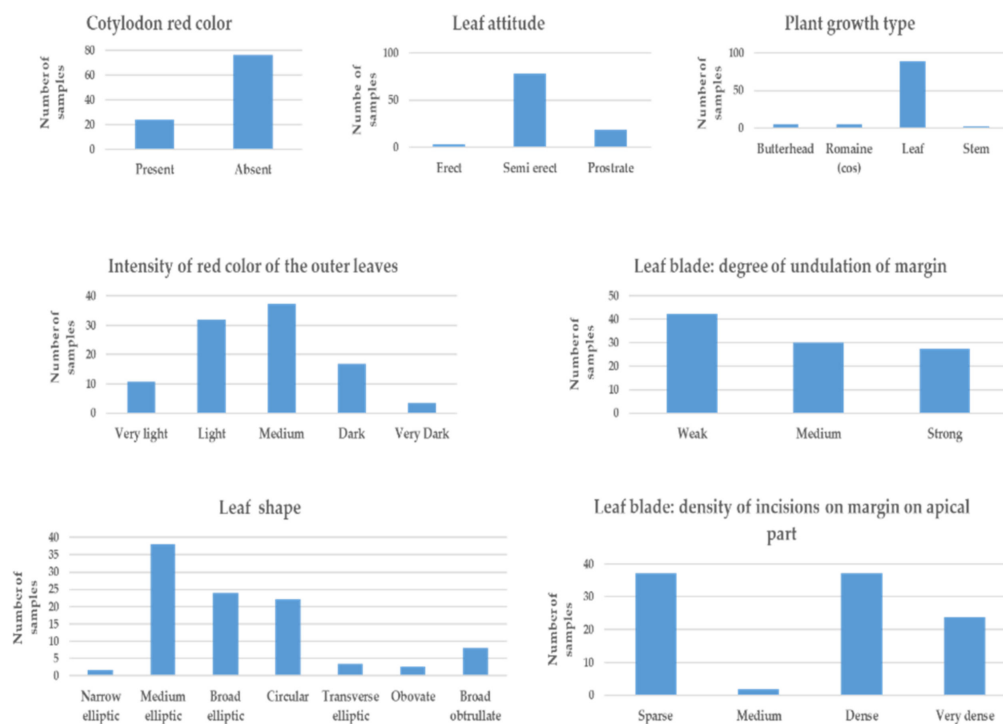 Cotylodon red color
Number of
samples
80
60
40
20
0
Present Absent
Leaf attitude
Numbe of
samples
100
50
0
Erect Semi erect Prostrate
Plant growth type
Number of
samples
100
50
0
Butterhead Romaine Leaf Stem
(cos)
Intensity of red color of the outer leaves
Number of
samples
40
30
20
10
0
Very light Light Medium Dark Very Dark
Leaf blade: degree of undulation of margin
Number of
samples
50
40
30
20
10
0
Weak Medium Strong
Leaf shape
Number of
samples
40
35
30
25
20
15
10
5
0
Narrow Medium Broad Circular Transverse Obovate Broad
elliptic elliptic elliptic elliptic obtrullate
Leaf blade: density of incisions on margin on apical
part
Number of
samples
40
30
20
10
0
Sparse Medium Dense Very dense